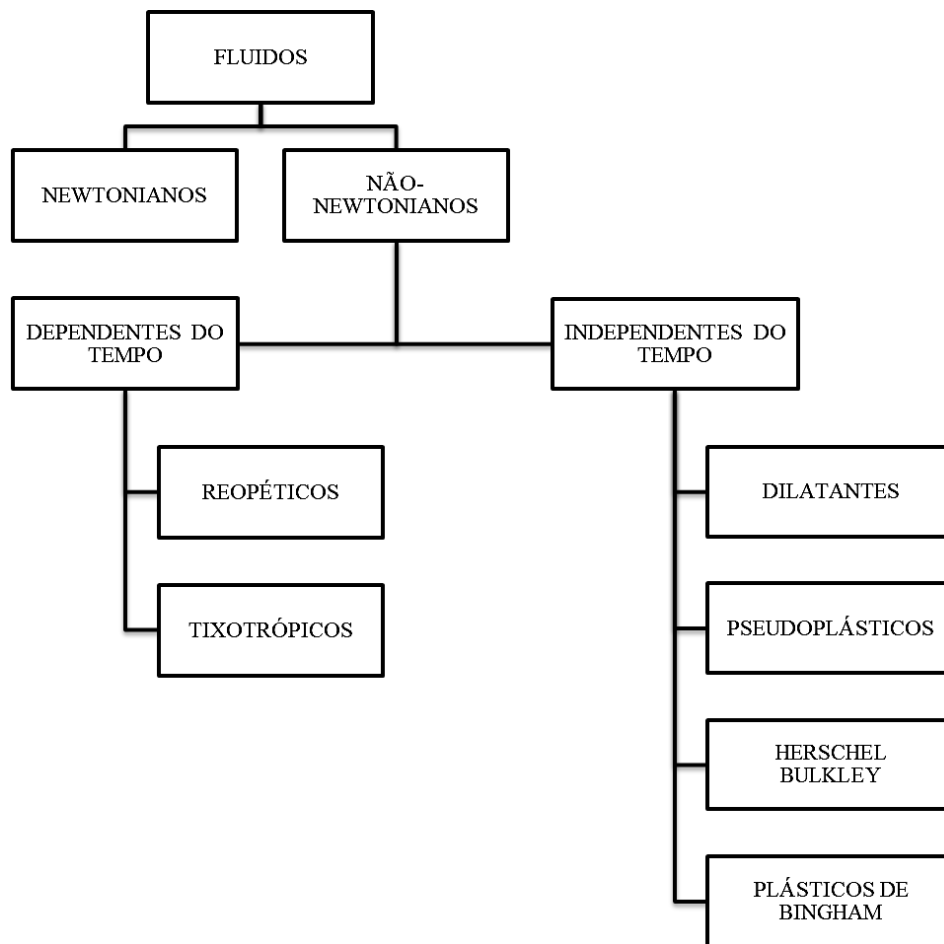 FLUIDOS
NEWTONIANOS
NÃO-
NEWTONIANOS
DEPENDENTES DO
TEMPO
INDEPENDENTES DO
TEMPO
REOPÉTICOS
TIXOTRÓPICOS
DILATANTES
PSEUDOPLÁSTICOS
HERSCHEL
BULKLEY
PLÁSTICOS DE
BINGHAM